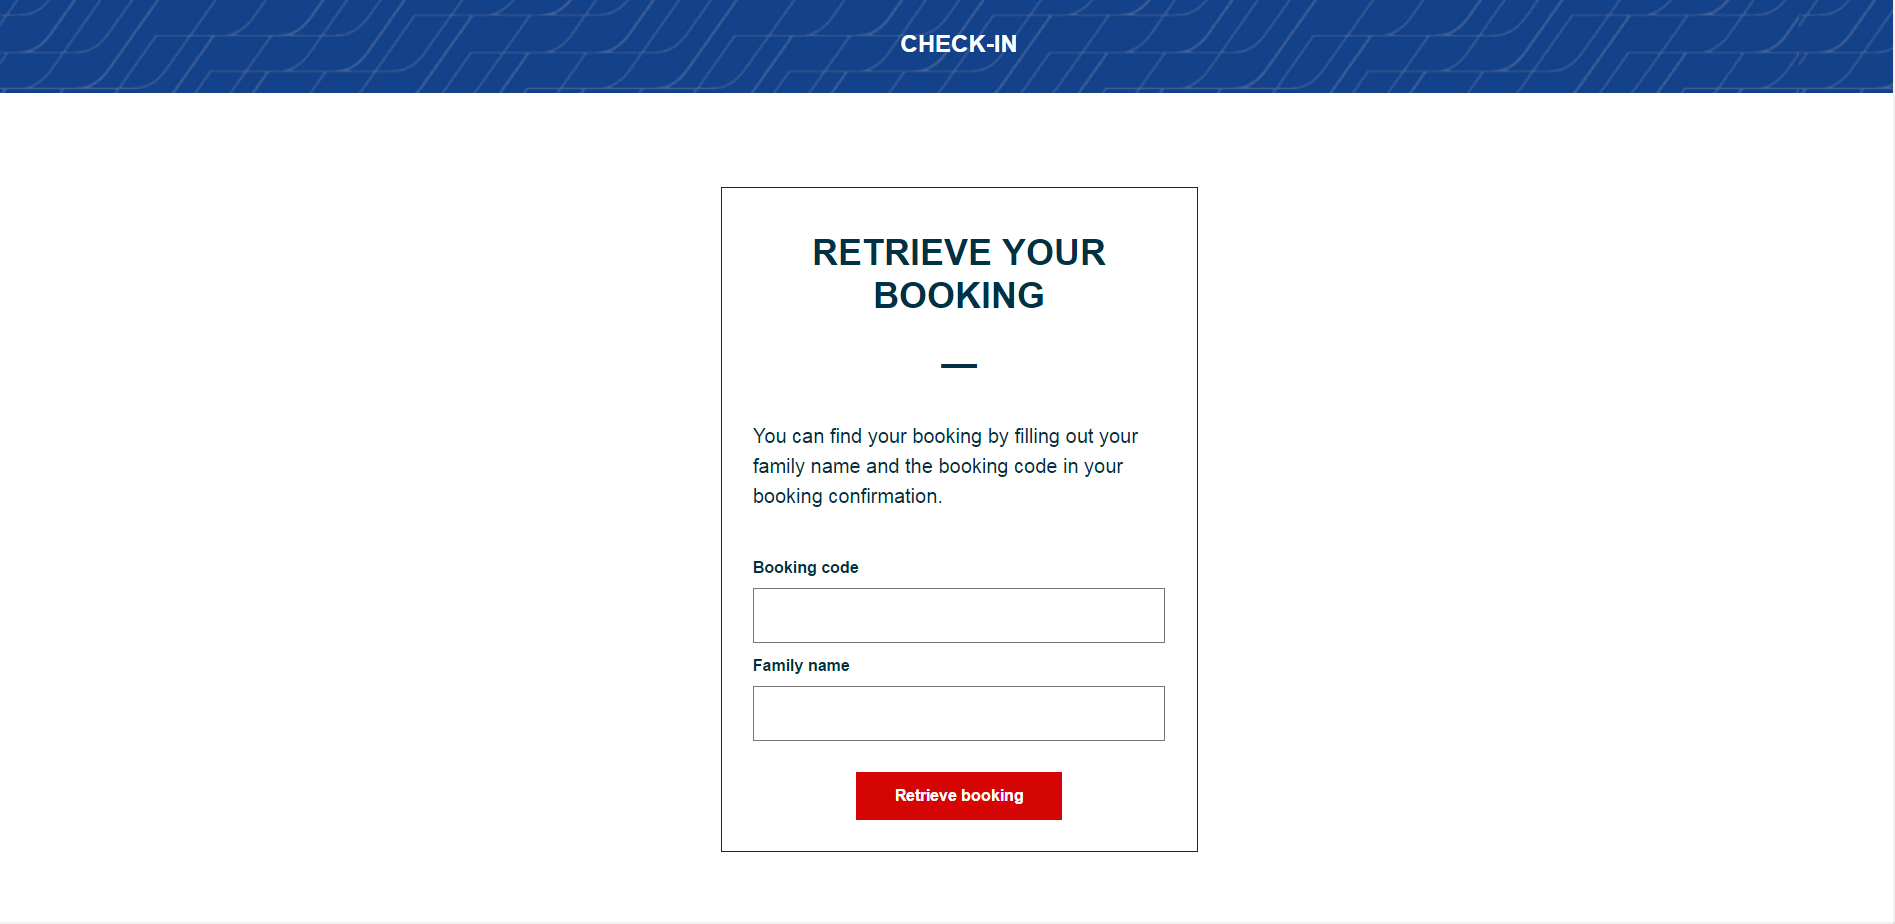 CHECK-IN
RETRIEVE YOUR
BOOKING
You can find your booking by filling out your
family name and the booking code in your
booking confirmation.
Booking code
Family name
Retrieve booking